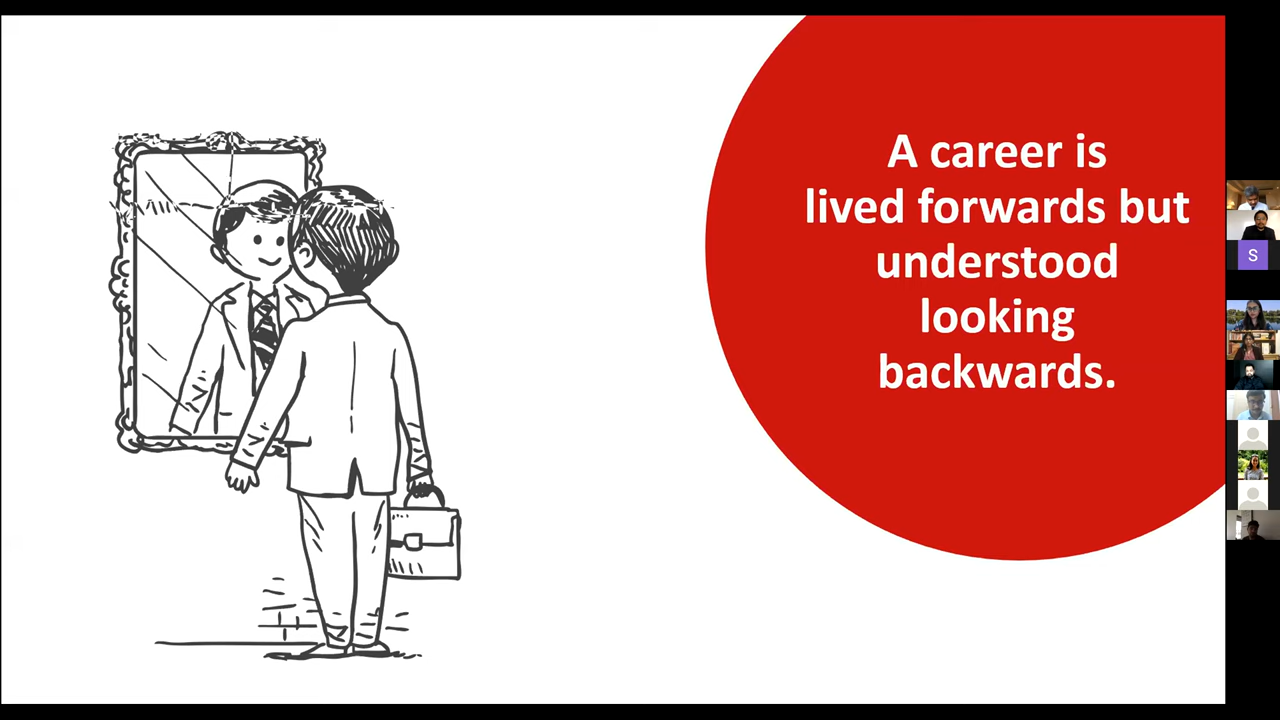 A career is
lived forwards but
understood
looking
backwards.
S